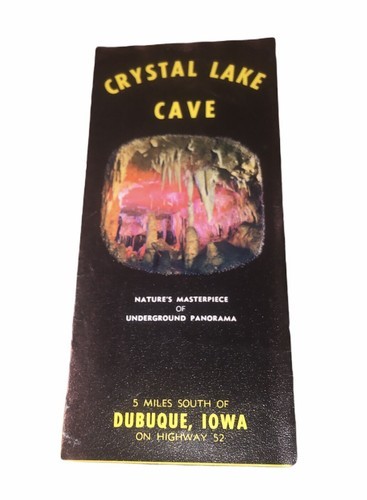 CRYSTAL LAKE
CAVE
NATURE'S MASTERPIECE
OF
UNDERGROUND PANORAMA
5 MILES SOUTH OF
DUBUQUE, IOWA
ON HIGHWAY 52